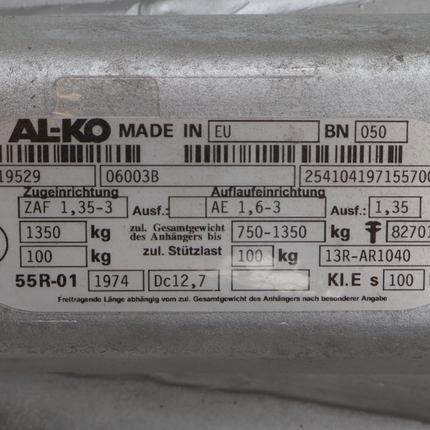 AL-KO MADE IN EU BN 050
19529 06003B 254104197155700
Zugeinrichtung Auflaufeinrichtung
ZAF 1,35-3 Ausf.: AE 1,6-3 Ausf.: 1,35
1350 kg zul. Gesamtgewicht des Anhängers bis 750-1350 kg 82701
100 kg zul. Stützlast 100 kg 13R-AR1040
55R-01 1974 Dc12,7 KI.E s 100
Freitragende Länge abhängig vom zul. Gesamtgewicht des Anhängers nach besonderer Angabe